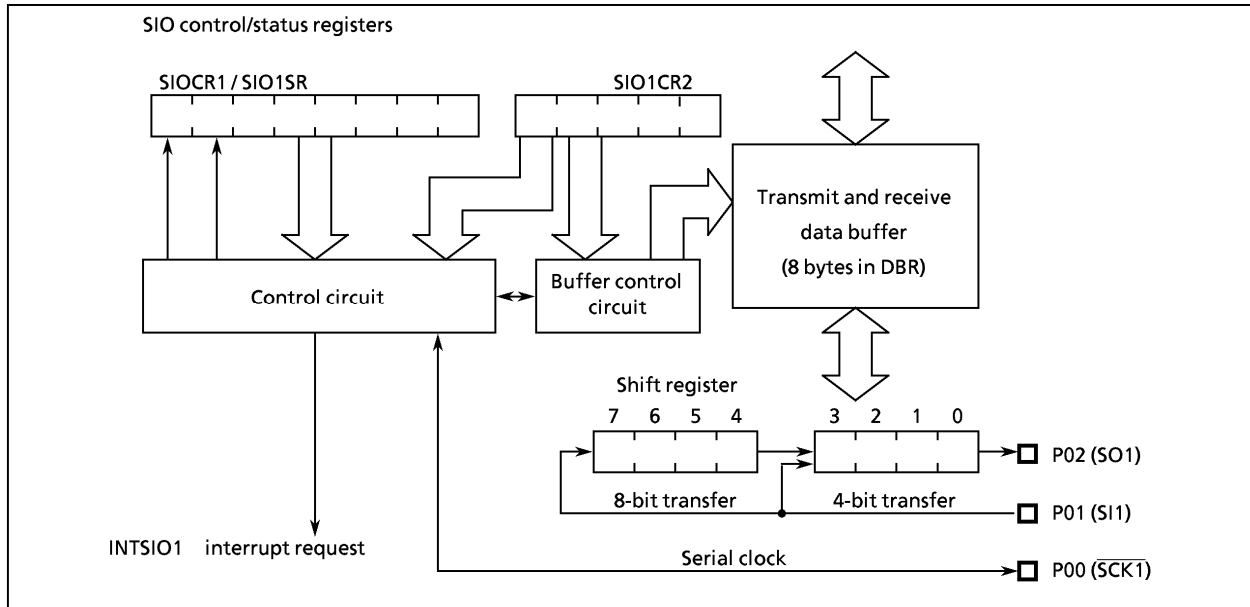 SIO control/status registers
SIOCR1 / SIO1SR
SIO1CR2
Transmit and receive
data buffer
(8 bytes in DBR)
Control circuit
Buffer control
circuit
Shift register
7 6 5 4
3 2 1 0
P02 (SO1)
8-bit transfer
4-bit transfer
P01 (SI1)
INTSIO1 interrupt request
Serial clock
P00 (S̅C̅K̅1̅)